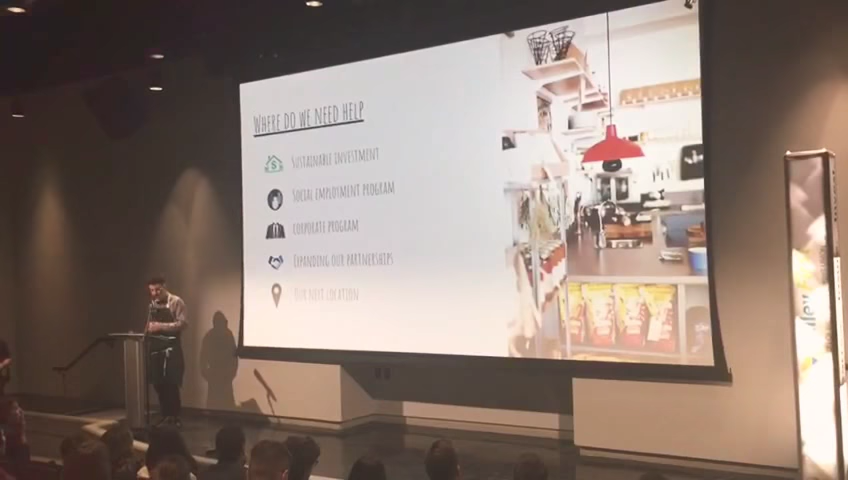 WHERE DO WE NEED HELP
SUSTAINABLE INVESTMENT
SOCIAL EMPLOYMENT PROGRAM
CORPORATE PROGRAM
EXPANDING OUR PARTNERSHIPS
OUR NEXT LOCATION